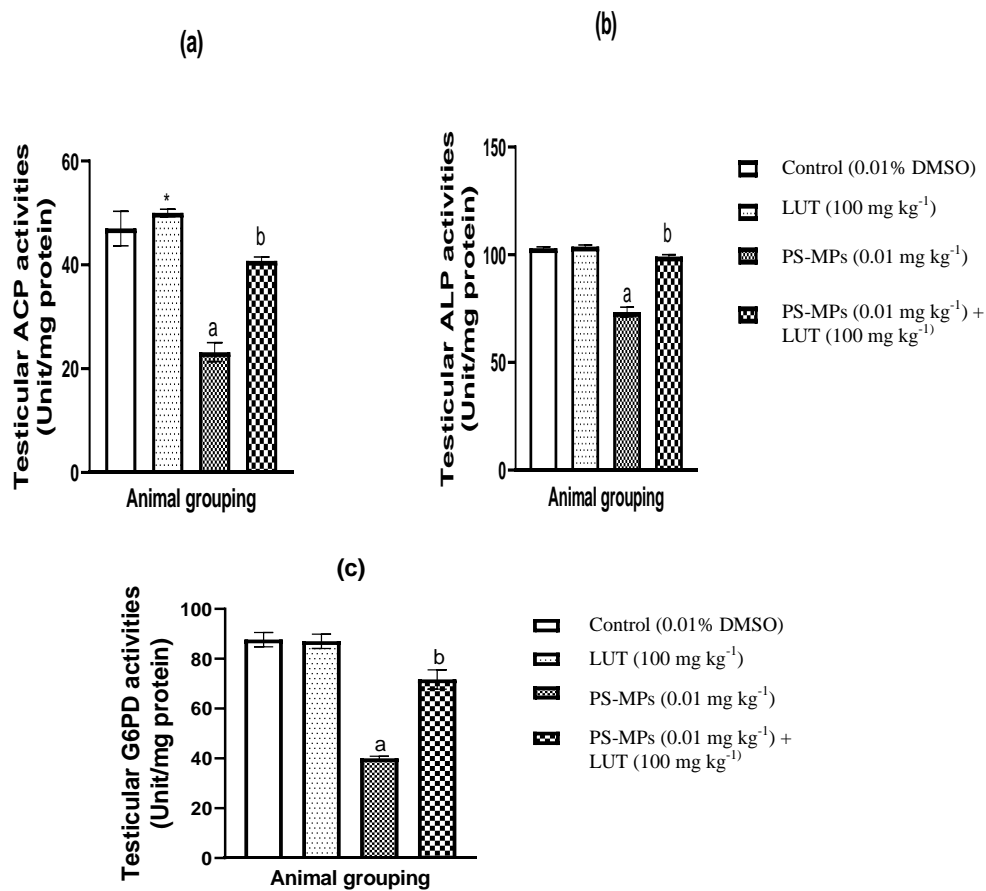 (a)
Testicular ACP activities
(Unit/mg protein)
60
40
20
0
*
a
b
Animal grouping
(b)
Testicular ALP activities
(Unit/mg protein)
150
100
50
0
a
b
Animal grouping
Control (0.01% DMSO)
LUT (100 mg kg⁻¹)
PS-MPs (0.01 mg kg⁻¹)
PS-MPs (0.01 mg kg⁻¹) +
LUT (100 mg kg⁻¹⁾
(c)
Testicular G6PD activities
(Unit/mg protein)
100
80
60
40
20
0
a
b
Animal grouping
Control (0.01% DMSO)
LUT (100 mg kg⁻¹)
PS-MPs (0.01 mg kg⁻¹)
PS-MPs (0.01 mg kg⁻¹) +
LUT (100 mg kg⁻¹⁾